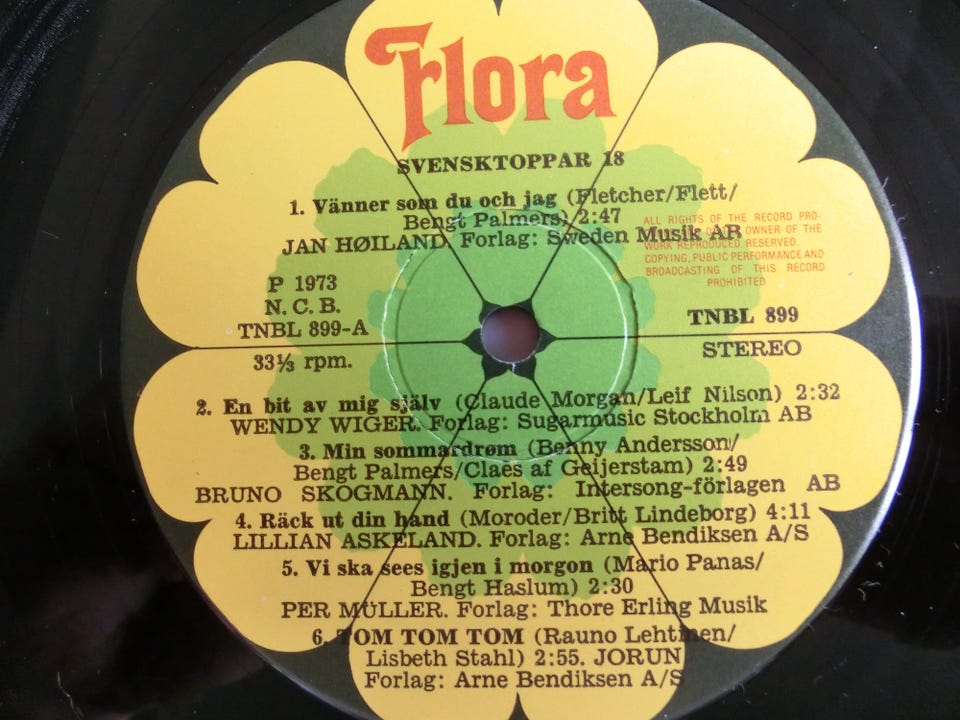 Flora
SVENSKTOPPAR 18
1. Vänner som du och jag (Fletcher/Flett/
Bengt Palmers) 2:47
JAN HØILAND. Forlag: Sweden Musik AB
ALL RIGHTS OF THE RECORD PRO-
OWNER OF THE
WORK REPRODUCED RESERVED.
COPYING, PUBLIC PERFORMANCE AND
BROADCASTING OF THIS RECORD
PROHIBITED
P 1973
N. C. B.
TNBL 899-A
33⅓ rpm.
TNBL 899
STEREO
2. En bit av mig själv (Claude Morgan/Leif Nilson) 2:32
WENDY WIGER. Forlag: Sugarmusic Stockholm AB
3. Min sommardrøm (Benny Andersson/
Bengt Palmers/Claes af Geijerstam) 2:49
BRUNO SKOGMANN. Forlag: Intersong-förlagen AB
4. Räck ut din hand (Moroder/Britt Lindeborg) 4:11
LILLIAN ASKELAND. Forlag: Arne Bendiksen A/S
5. Vi ska sees igjen i morgon (Mario Panas/
Bengt Haslum) 2:30
PER MÜLLER. Forlag: Thore Erling Musik
6. TOM TOM TOM (Rauno Lehtinen/
Lisbeth Stahl) 2:55. JORUN
Forlag: Arne Bendiksen A/S